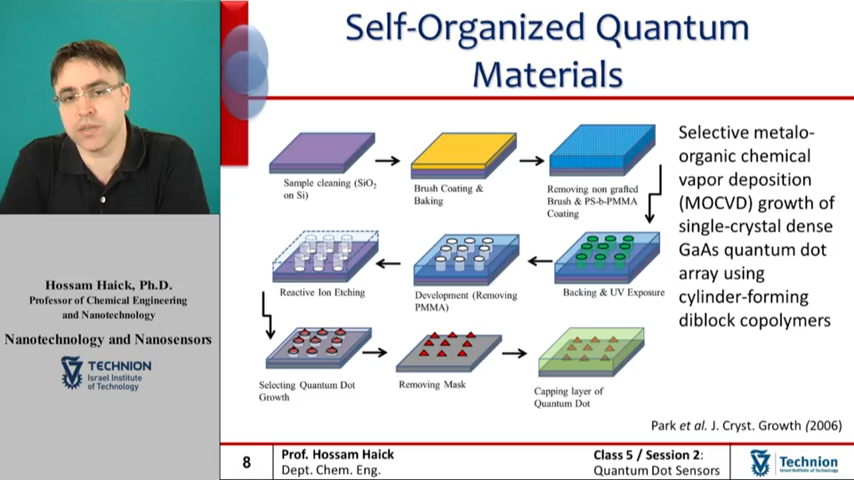 Self-Organized Quantum
Materials
Sample cleaning (SiO2
on Si)
Brush Coating &
Baking
Removing non grafted
Brush & PS-b-PMMA
Coating
Reactive Ion Etching
Development (Removing
PMMA)
Backing & UV Exposure
Selecting Quantum Dot
Growth
Removing Mask
Capping layer of
Quantum Dot
Selective metalo-
organic chemical
vapor deposition
(MOCVD) growth of
single-crystal dense
GaAs quantum dot
array using
cylinder-forming
diblock copolymers
Park et al. J. Cryst. Growth (2006)
Hossam Haick, Ph.D.
Professor of Chemical Engineering
and Nanotechnology
Nanotechnology and Nanosensors
TECHNION
Israel Institute
of Technology
8
Prof. Hossam Haick
Dept. Chem. Eng.
Class 5 / Session 2:
Quantum Dot Sensors
Technion
Israel Institute of Technology